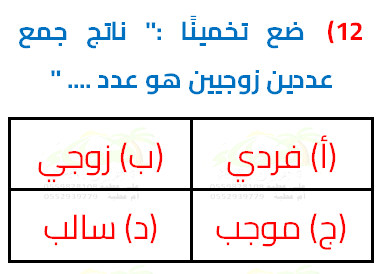 12) ضع تخمينًا :" ناتج جمع
عددين زوجيين هو عدد .... "
(أ) فردي
(ب) زوجي
(ج) موجب
(د) سالب